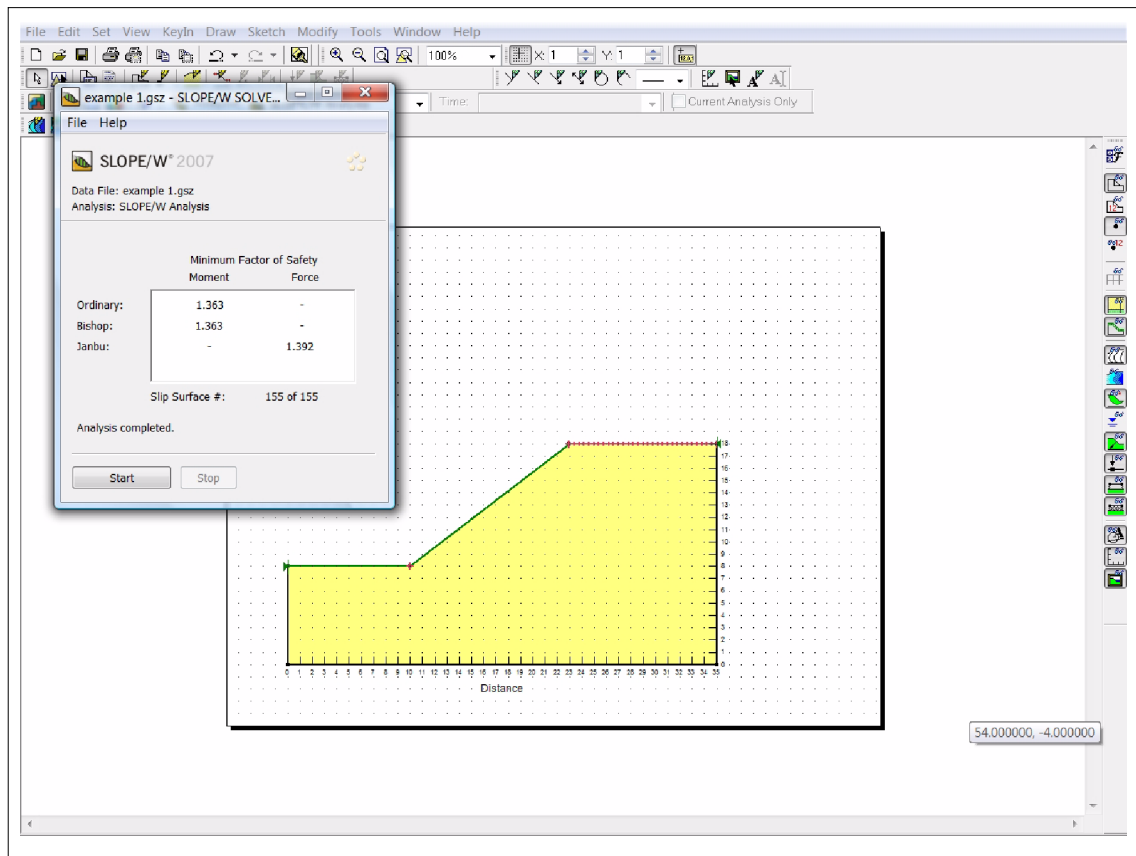 File Edit Set View KeyIn Draw Sketch Modify Tools Window Help
100% X: 1 Y: 1
example 1.gsz - SLOPE/W SOLVE...
Time: Current Analysis Only
File Help
SLOPE/W® 2007
Data File: example 1.gsz
Analysis: SLOPE/W Analysis
Minimum Factor of Safety
Moment Force
Ordinary: 1.363 -
Bishop: 1.363 -
Janbu: - 1.392
Slip Surface #: 155 of 155
Analysis completed.
Start Stop
18
17
16
15
14
13
12
11
10
9
8
7
6
5
4
3
2
1
0
0 1 2 3 4 5 6 7 8 9 10 11 12 13 14 15 16 17 18 19 20 21 22 23 24 25 26 27 28 29 30 31 32 33 34 35
Distance
54.000000, -4.000000